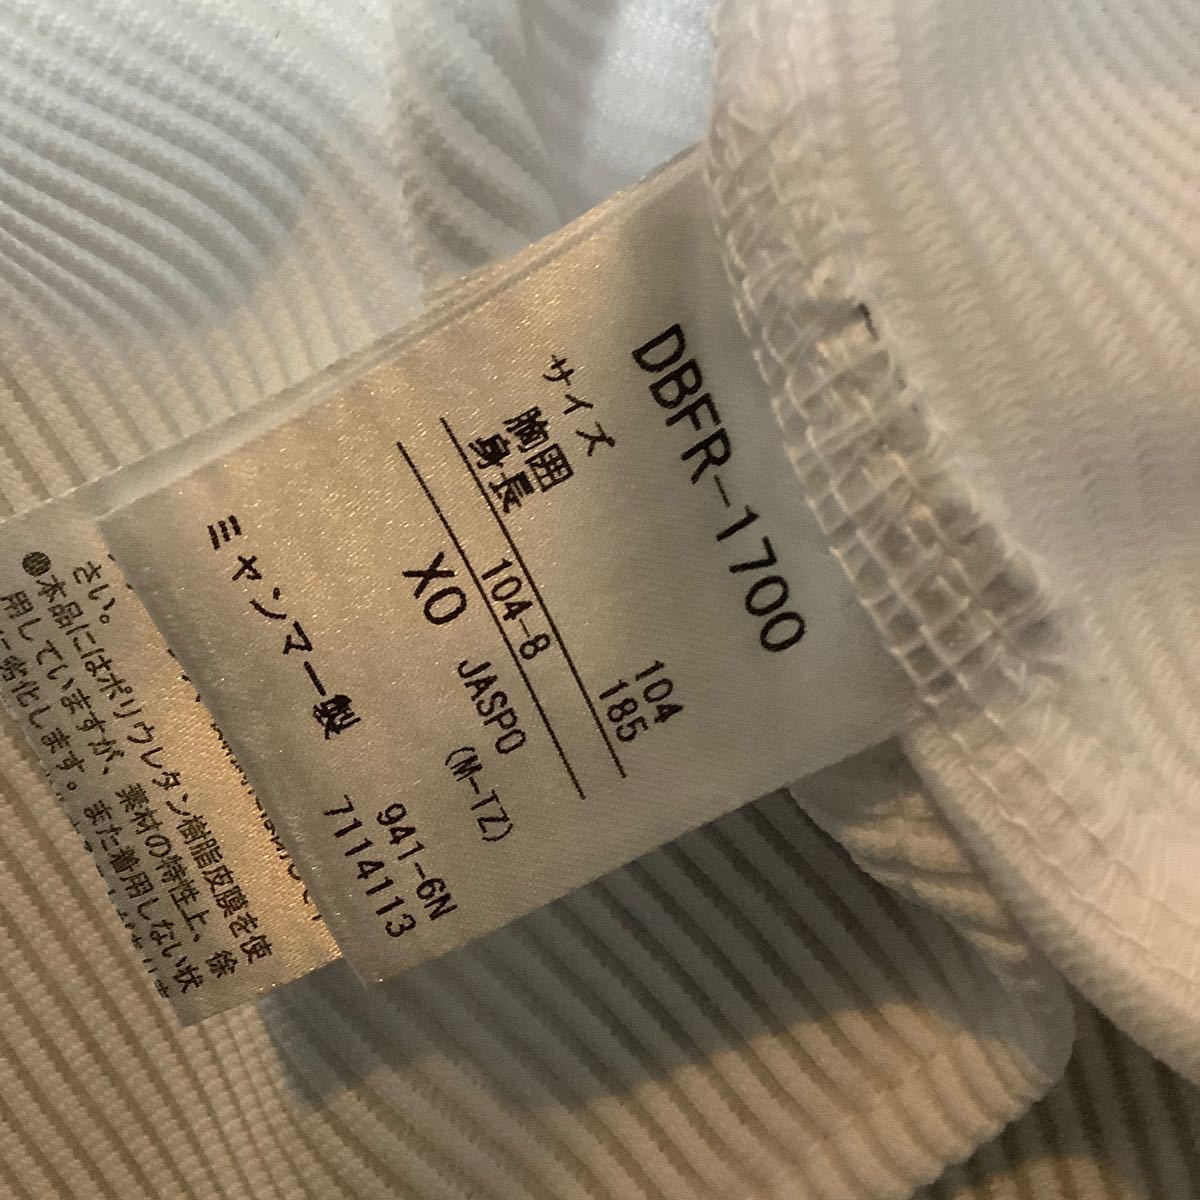 DBFR-1700
サイズ
胸囲 104
身長 185
104-8
XO JASPO
(M-TZ)
ミャンマー製
941-6N
7114113
さい。
●本品にはポリウレタン樹脂皮膜を使
用していますが、素材の特性上、徐
に劣化します。また着用しない状